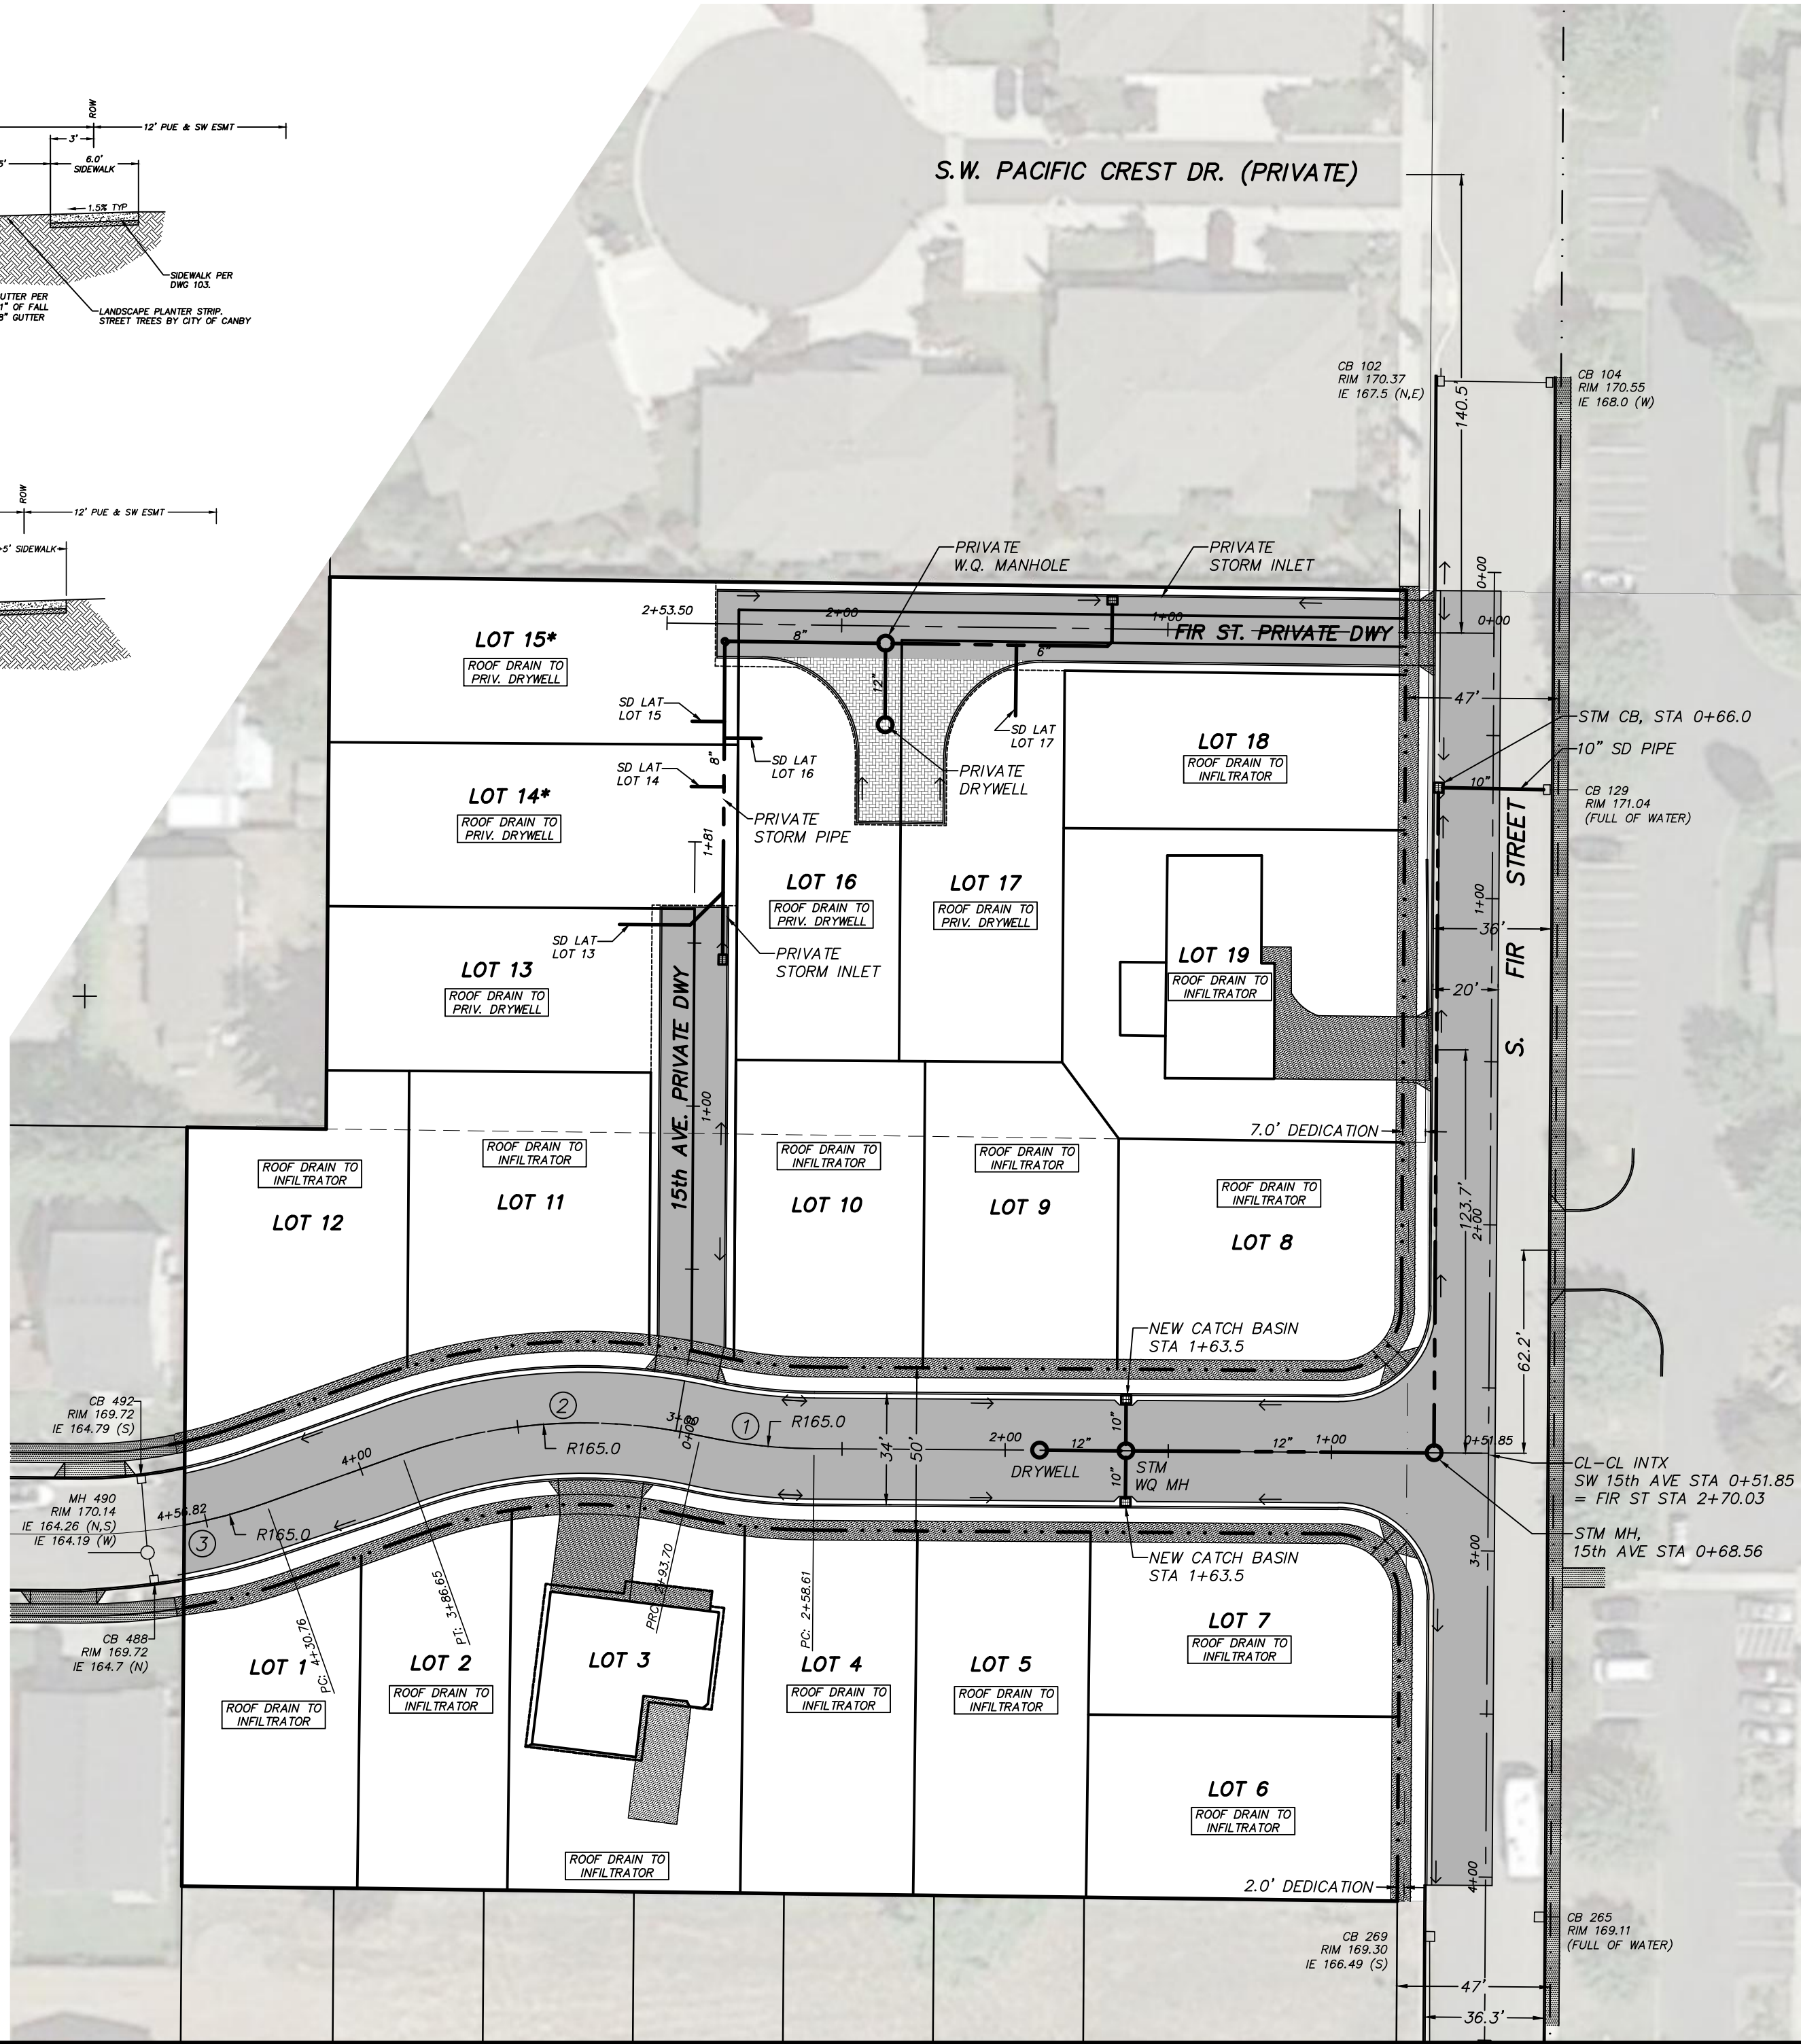 ROW
12' PUE & SW ESMT
3'
5'
6.0'
SIDEWALK
1.5% TYP
SIDEWALK PER
DWG 103.
UTTER PER
1" OF FALL
8" GUTTER
LANDSCAPE PLANTER STRIP.
STREET TREES BY CITY OF CANBY
ROW
12' PUE & SW ESMT
5' SIDEWALK
S.W. PACIFIC CREST DR. (PRIVATE)
140.5'
CB 102
RIM 170.37
IE 167.5 (N,E)
CB 104
RIM 170.55
IE 168.0 (W)
PRIVATE
W.Q. MANHOLE
PRIVATE
STORM INLET
0+00
0+00
2+53.50
2+00
1+00
FIR ST. PRIVATE DWY
8"
6"
12"
LOT 15*
ROOF DRAIN TO
PRIV. DRYWELL
SD LAT
LOT 15
SD LAT
LOT 16
SD LAT
LOT 14
8"
SD LAT
LOT 17
PRIVATE
DRYWELL
PRIVATE
STORM PIPE
LOT 18
ROOF DRAIN TO
INFILTRATOR
47'
STM CB, STA 0+66.0
10" SD PIPE
10"
CB 129
RIM 171.04
(FULL OF WATER)
LOT 14*
ROOF DRAIN TO
PRIV. DRYWELL
1+81
LOT 16
ROOF DRAIN TO
PRIV. DRYWELL
LOT 17
ROOF DRAIN TO
PRIV. DRYWELL
1+00
36'
20'
S. FIR STREET
LOT 13
ROOF DRAIN TO
PRIV. DRYWELL
SD LAT
LOT 13
PRIVATE
STORM INLET
LOT 19
ROOF DRAIN TO
INFILTRATOR
15th AVE. PRIVATE DWY
1+00
7.0' DEDICATION
123.7'
2+00
ROOF DRAIN TO
INFILTRATOR
LOT 12
ROOF DRAIN TO
INFILTRATOR
LOT 11
ROOF DRAIN TO
INFILTRATOR
LOT 10
ROOF DRAIN TO
INFILTRATOR
LOT 9
ROOF DRAIN TO
INFILTRATOR
LOT 8
62.2'
NEW CATCH BASIN
STA 1+63.5
CB 492
RIM 169.72
IE 164.79 (S)
2
1
R165.0
R165.0
3+00
0+00
4+00
34'
50'
2+00
12"
10"
10"
12"
1+00
0+51.85
DRYWELL
STM
WQ MH
CL-CL INTX
SW 15th AVE STA 0+51.85
= FIR ST STA 2+70.03
STM MH,
15th AVE STA 0+68.56
MH 490
RIM 170.14
IE 164.26 (N,S)
IE 164.19 (W)
4+56.82
3
R165.0
3+00
NEW CATCH BASIN
STA 1+63.5
CB 488
RIM 169.72
IE 164.7 (N)
PC: 4+30.76
PT: 3+86.65
PRC: 2+93.70
PC: 2+58.61
LOT 1
ROOF DRAIN TO
INFILTRATOR
LOT 2
ROOF DRAIN TO
INFILTRATOR
LOT 3
ROOF DRAIN TO
INFILTRATOR
LOT 4
ROOF DRAIN TO
INFILTRATOR
LOT 5
ROOF DRAIN TO
INFILTRATOR
LOT 7
ROOF DRAIN TO
INFILTRATOR
LOT 6
ROOF DRAIN TO
INFILTRATOR
2.0' DEDICATION
4+00
CB 269
RIM 169.30
IE 166.49 (S)
CB 265
RIM 169.11
(FULL OF WATER)
47'
36.3'